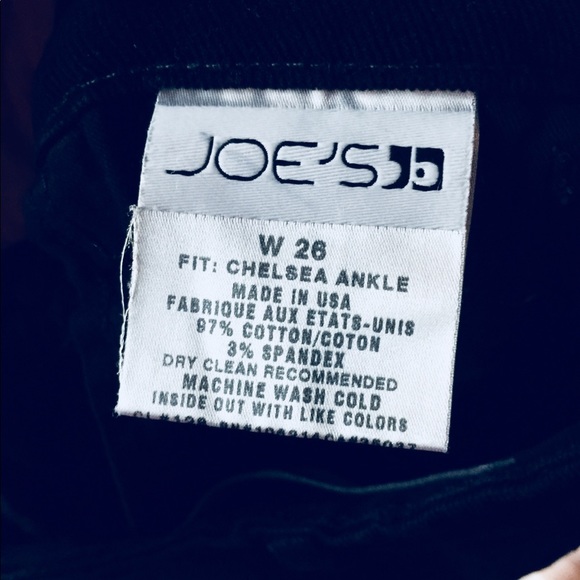 JOE'S
W 26
FIT: CHELSEA ANKLE
MADE IN USA
FABRIQUE AUX ETATS-UNIS
97% COTTON/COTON
3% SPANDEX
DRY CLEAN RECOMMENDED
MACHINE WASH COLD
INSIDE OUT WITH LIKE COLORS